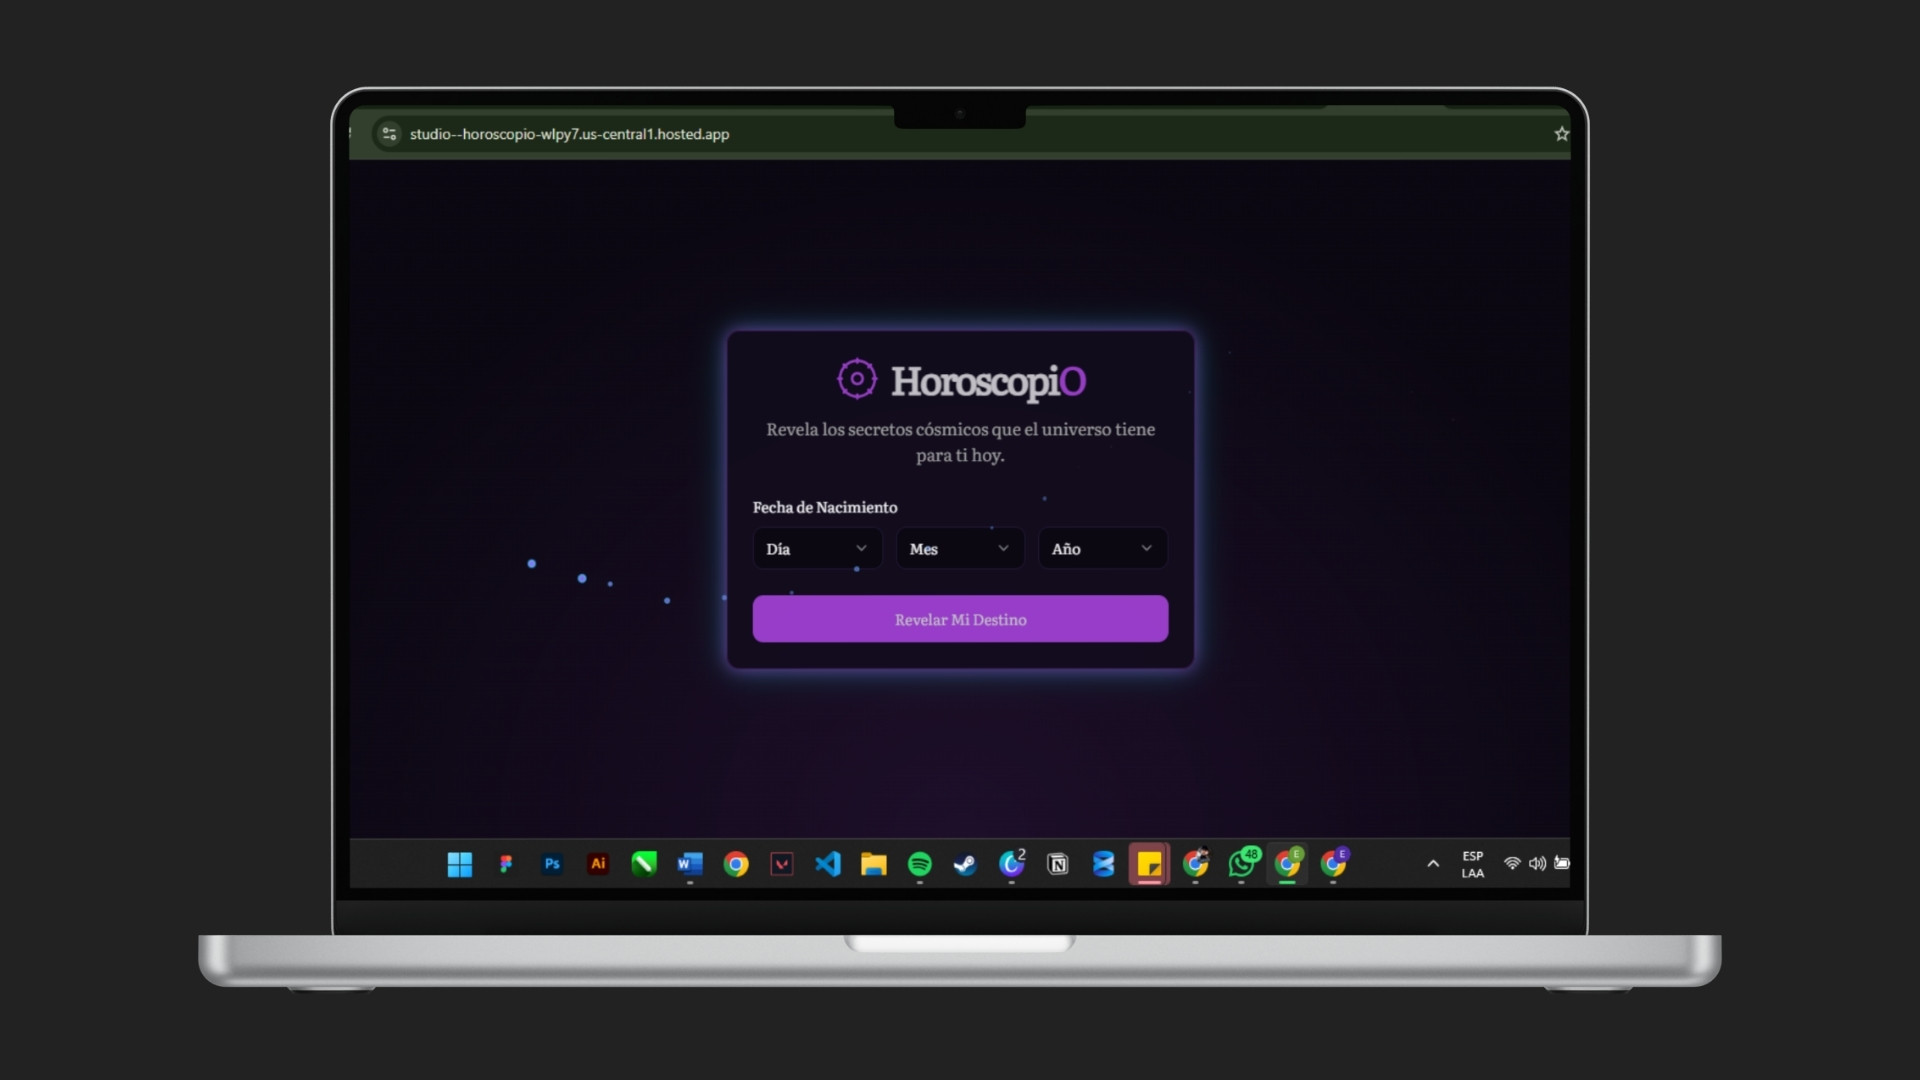 studio--horoscopio-wlpy7.us-central1.hosted.app
HoroscopiO
Revela los secretos cósmicos que el universo tiene
para ti hoy.
Fecha de Nacimiento
Día Mes Año
Revelar Mi Destino
Ps Ai W 2 N 48 E E ESP
LAA